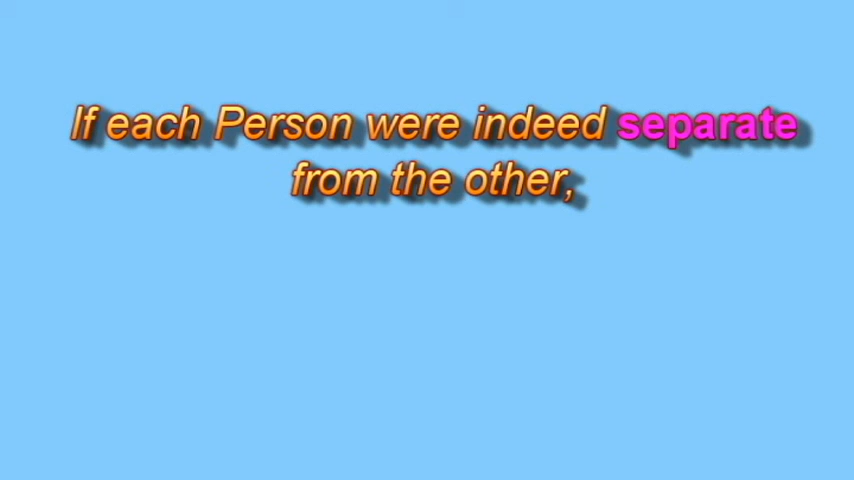 If each Person were indeed separate
from the other,